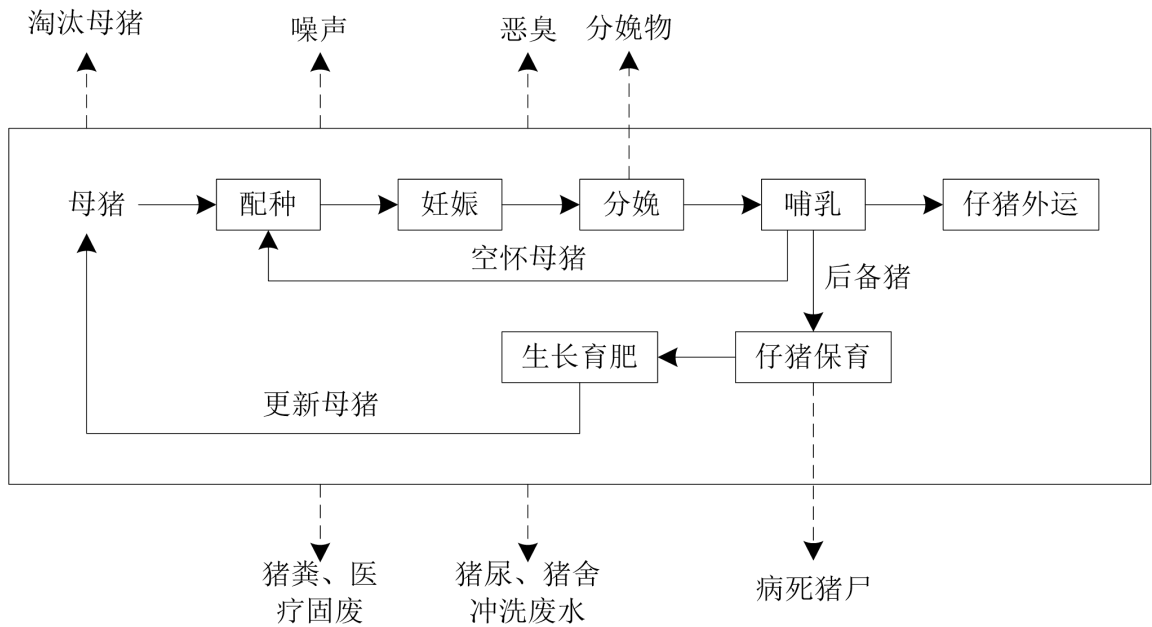 淘汰母猪
噪声
恶臭
分娩物
母猪
配种
妊娠
分娩
哺乳
仔猪外运
空怀母猪
后备猪
生长育肥
仔猪保育
更新母猪
猪粪、医
疗固废
猪尿、猪舍
冲洗废水
病死猪尸